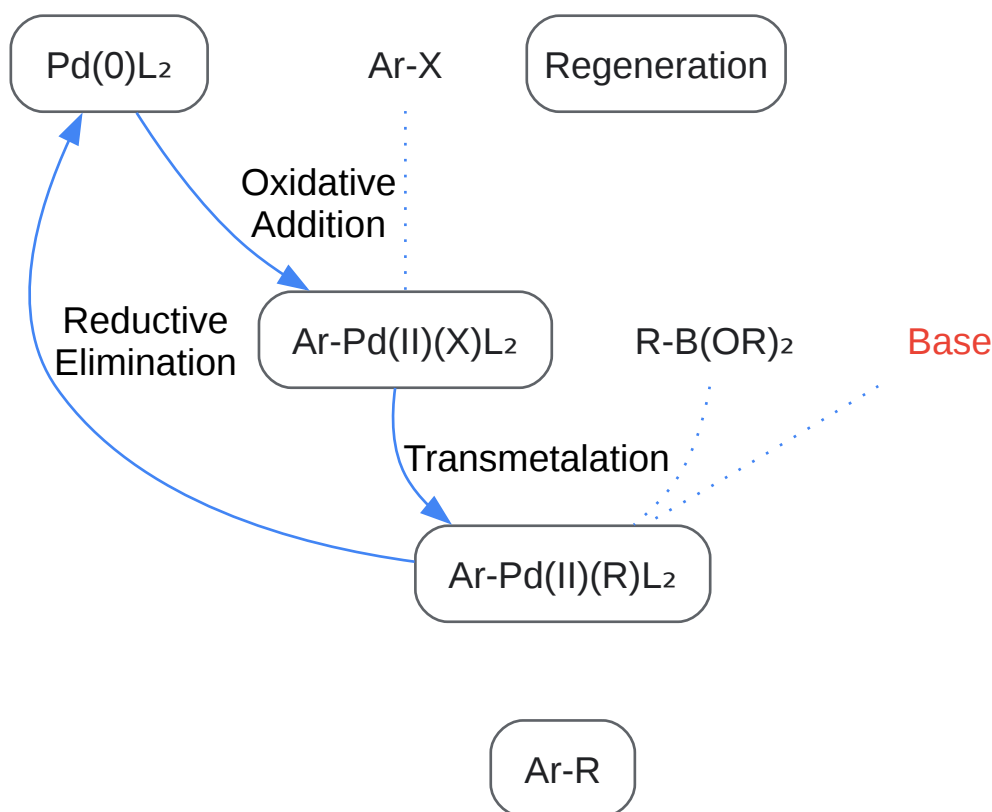 Pd(0)L₂
Ar-X
Regeneration
Oxidative
Addition
Reductive
Elimination
Ar-Pd(II)(X)L₂
R-B(OR)₂
Base
Transmetalation
Ar-Pd(II)(R)L₂
Ar-R